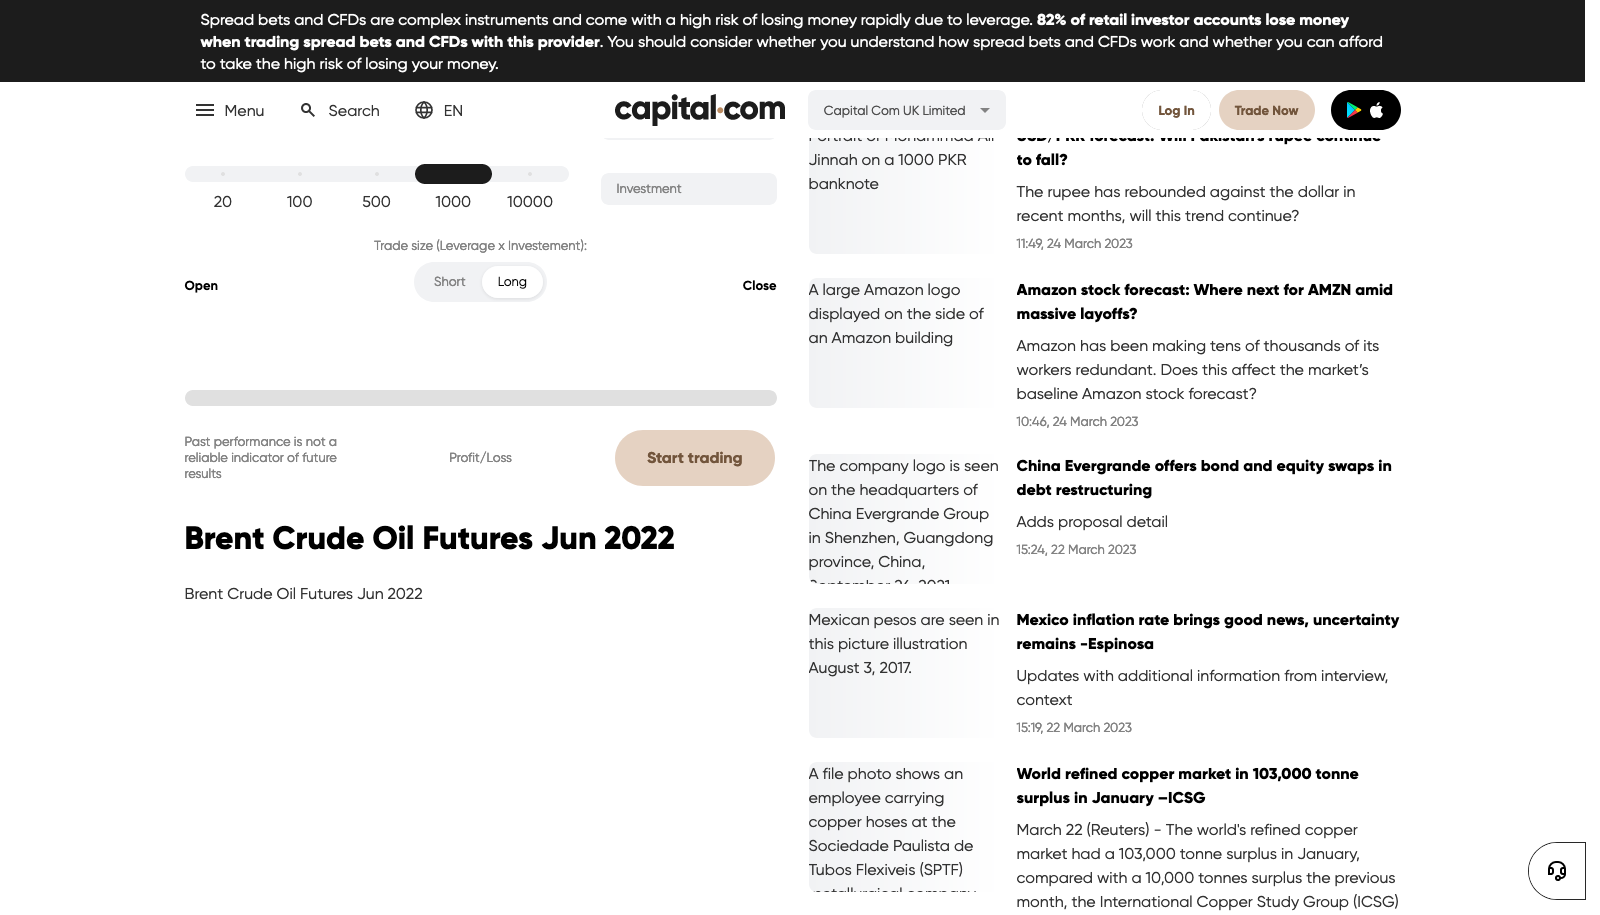 Spread bets and CFDs are complex instruments and come with a high risk of losing money rapidly due to leverage. 82% of retail investor accounts lose money
when trading spread bets and CFDs with this provider. You should consider whether you understand how spread bets and CFDs work and whether you can afford
to take the high risk of losing your money.
Menu
Search
EN
capital.com
Capital Com UK Limited
Log In
Trade Now
20
100
500
1000
10000
Investment
Trade size (Leverage x Investement):
Open
Short
Long
Close
Past performance is not a
reliable indicator of future
results
Profit/Loss
Start trading
Brent Crude Oil Futures Jun 2022
Brent Crude Oil Futures Jun 2022
Portrait of Mohammad Ali
Jinnah on a 1000 PKR
banknote
USD/PKR forecast: Will Pakistan's rupee continue
to fall?
The rupee has rebounded against the dollar in
recent months, will this trend continue?
11:49, 24 March 2023
A large Amazon logo
displayed on the side of
an Amazon building
Amazon stock forecast: Where next for AMZN amid
massive layoffs?
Amazon has been making tens of thousands of its
workers redundant. Does this affect the market’s
baseline Amazon stock forecast?
10:46, 24 March 2023
The company logo is seen
on the headquarters of
China Evergrande Group
in Shenzhen, Guangdong
province, China,
September 26, 2021
China Evergrande offers bond and equity swaps in
debt restructuring
Adds proposal detail
15:24, 22 March 2023
Mexican pesos are seen in
this picture illustration
August 3, 2017.
Mexico inflation rate brings good news, uncertainty
remains -Espinosa
Updates with additional information from interview,
context
15:19, 22 March 2023
A file photo shows an
employee carrying
copper hoses at the
Sociedade Paulista de
Tubos Flexiveis (SPTF)
metallurgical company
World refined copper market in 103,000 tonne
surplus in January –ICSG
March 22 (Reuters) - The world's refined copper
market had a 103,000 tonne surplus in January,
compared with a 10,000 tonnes surplus the previous
month, the International Copper Study Group (ICSG)